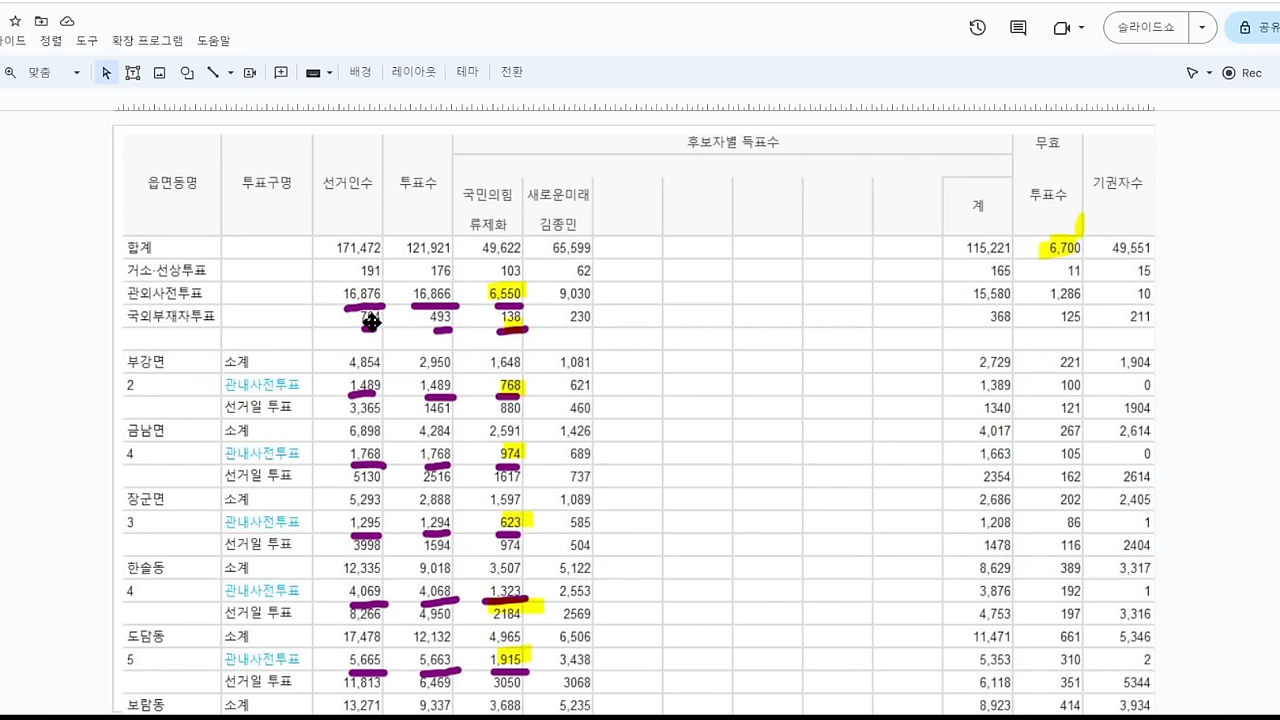 슬라이드쇼
공유
라이드 정렬 도구 확장 프로그램 도움말
맞춤 배경 레이아웃 테마 전환 Rec
후보자별 득표수 무효
읍면동명 투표구명 선거인수 투표수 국민의힘 새로운미래 계 투표수 기권자수
류제화 김종민
합계 171,472 121,921 49,622 65,599 115,221 6,700 49,551
거소·선상투표 191 176 103 62 165 11 15
관외사전투표 16,876 16,866 6,550 9,030 15,580 1,286 10
국외부재자투표 493 138 230 368 125 211
부강면 소계 4,854 2,950 1,648 1,081 2,729 221 1,904
2 관내사전투표 1,489 1,489 768 621 1,389 100 0
선거일 투표 3,365 1461 880 460 1340 121 1904
금남면 소계 6,898 4,284 2,591 1,426 4,017 267 2,614
4 관내사전투표 1,768 1,768 974 689 1,663 105 0
선거일 투표 5130 2516 1617 737 2354 162 2614
장군면 소계 5,293 2,888 1,597 1,089 2,686 202 2,405
3 관내사전투표 1,295 1,294 623 585 1,208 86 1
선거일 투표 3998 1594 974 504 1478 116 2404
한솔동 소계 12,335 9,018 3,507 5,122 8,629 389 3,317
4 관내사전투표 4,069 4,068 1,323 2,553 3,876 192 1
선거일 투표 8,266 4,950 2184 2569 4,753 197 3,316
도담동 소계 17,478 12,132 4,965 6,506 11,471 661 5,346
5 관내사전투표 5,665 5,663 1,915 3,438 5,353 310 2
선거일 투표 11,813 6,469 3050 3068 6,118 351 5344
보람동 소계 13,271 9,337 3,688 5,235 8,923 414 3,934